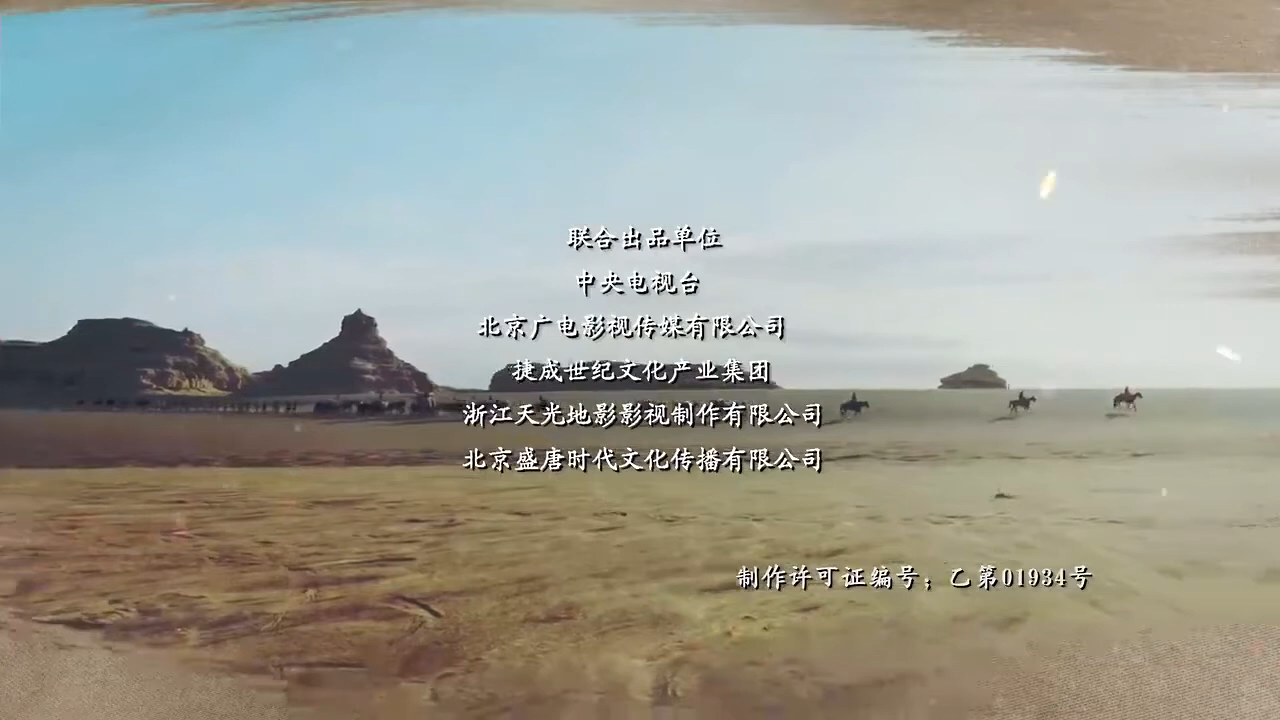 联合出品单位
中央电视台
北京广电影视传媒有限公司
捷成世纪文化产业集团
浙江天光地影影视制作有限公司
北京盛唐时代文化传播有限公司
制作许可证编号；乙第01934号